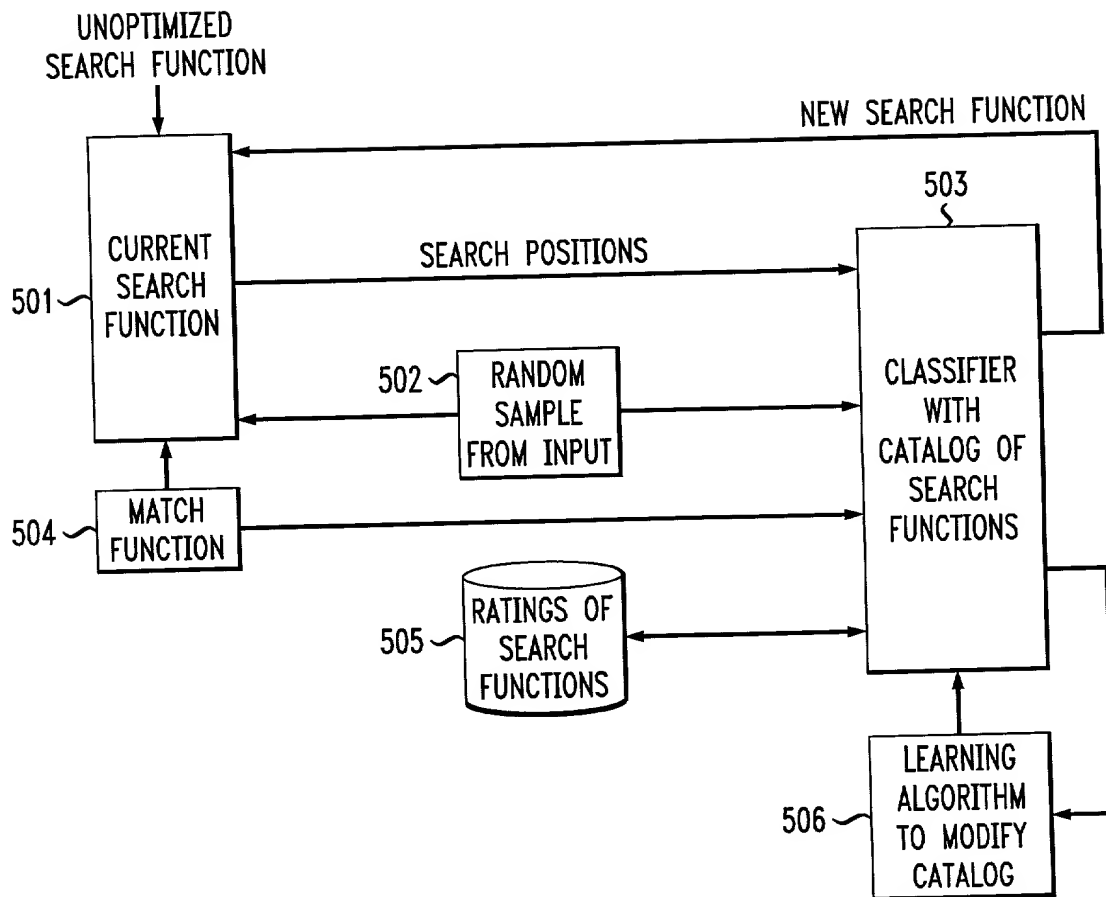 UNOPTIMIZED
SEARCH FUNCTION
NEW SEARCH FUNCTION
503
CURRENT
SEARCH
FUNCTION
501
SEARCH POSITIONS
502
RANDOM
SAMPLE
FROM INPUT
CLASSIFIER
WITH
CATALOG OF
SEARCH
FUNCTIONS
504
MATCH
FUNCTION
505
RATINGS OF
SEARCH
FUNCTIONS
506
LEARNING
ALGORITHM
TO MODIFY
CATALOG